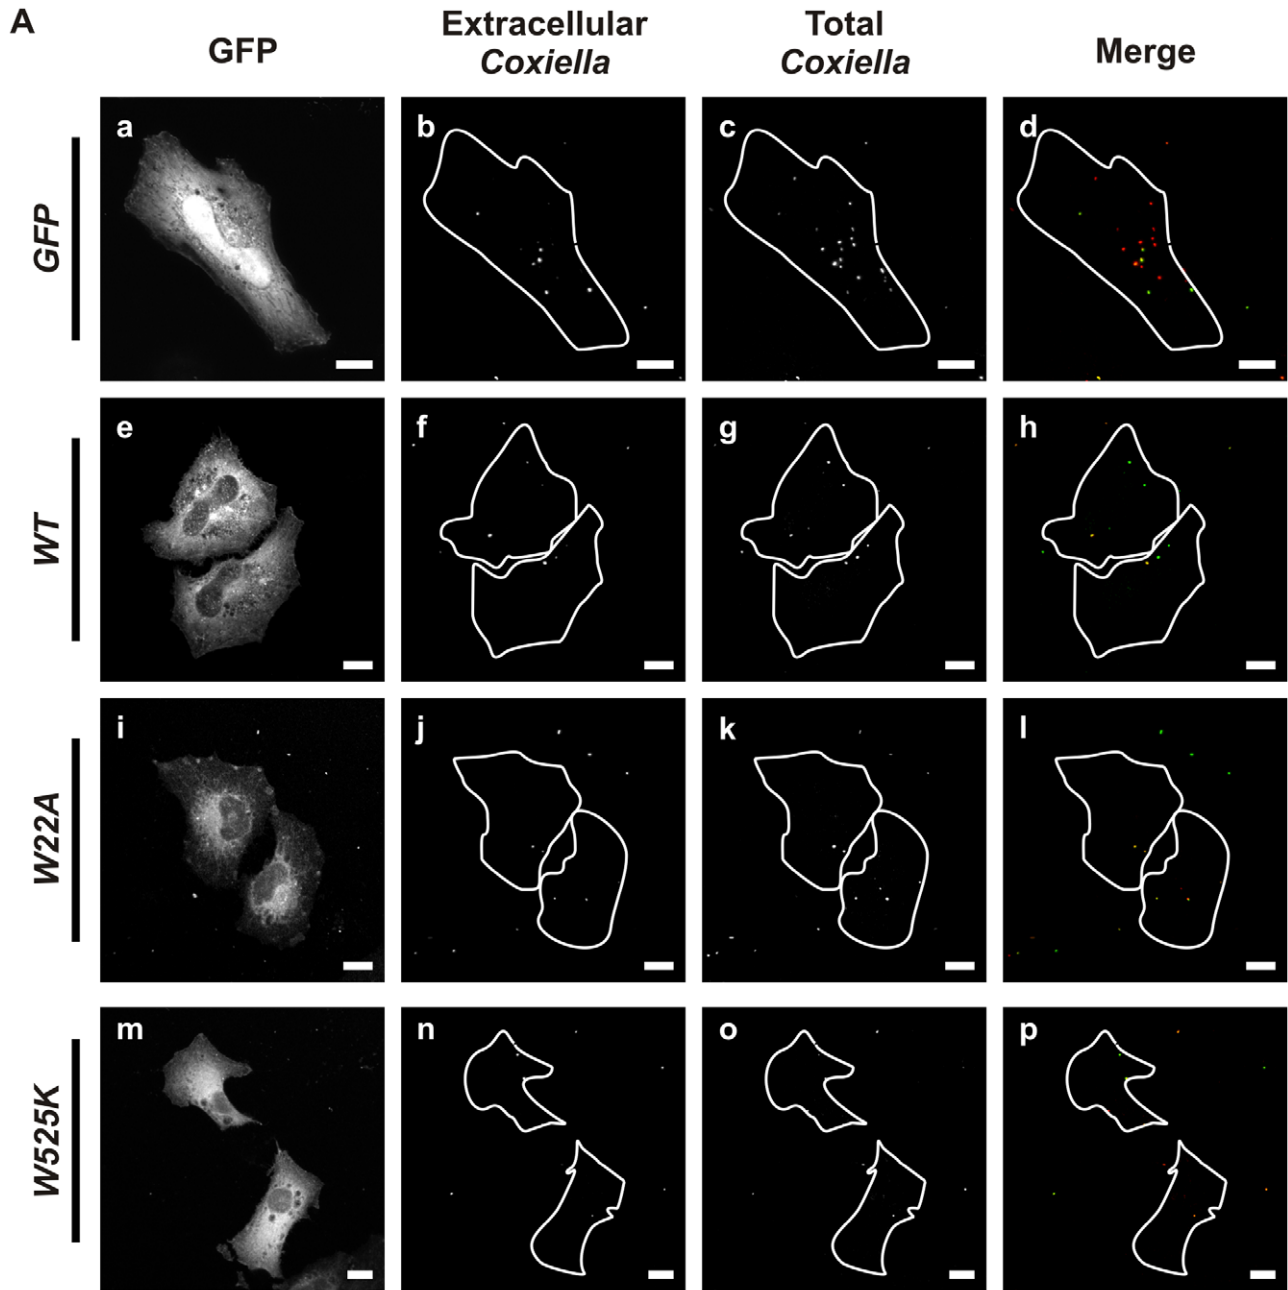 A
GFP
Extracellular
Coxiella
Total
Coxiella
Merge
GFP
a
b
c
d
WT
e
f
g
h
W22A
i
j
k
l
W525K
m
n
o
p